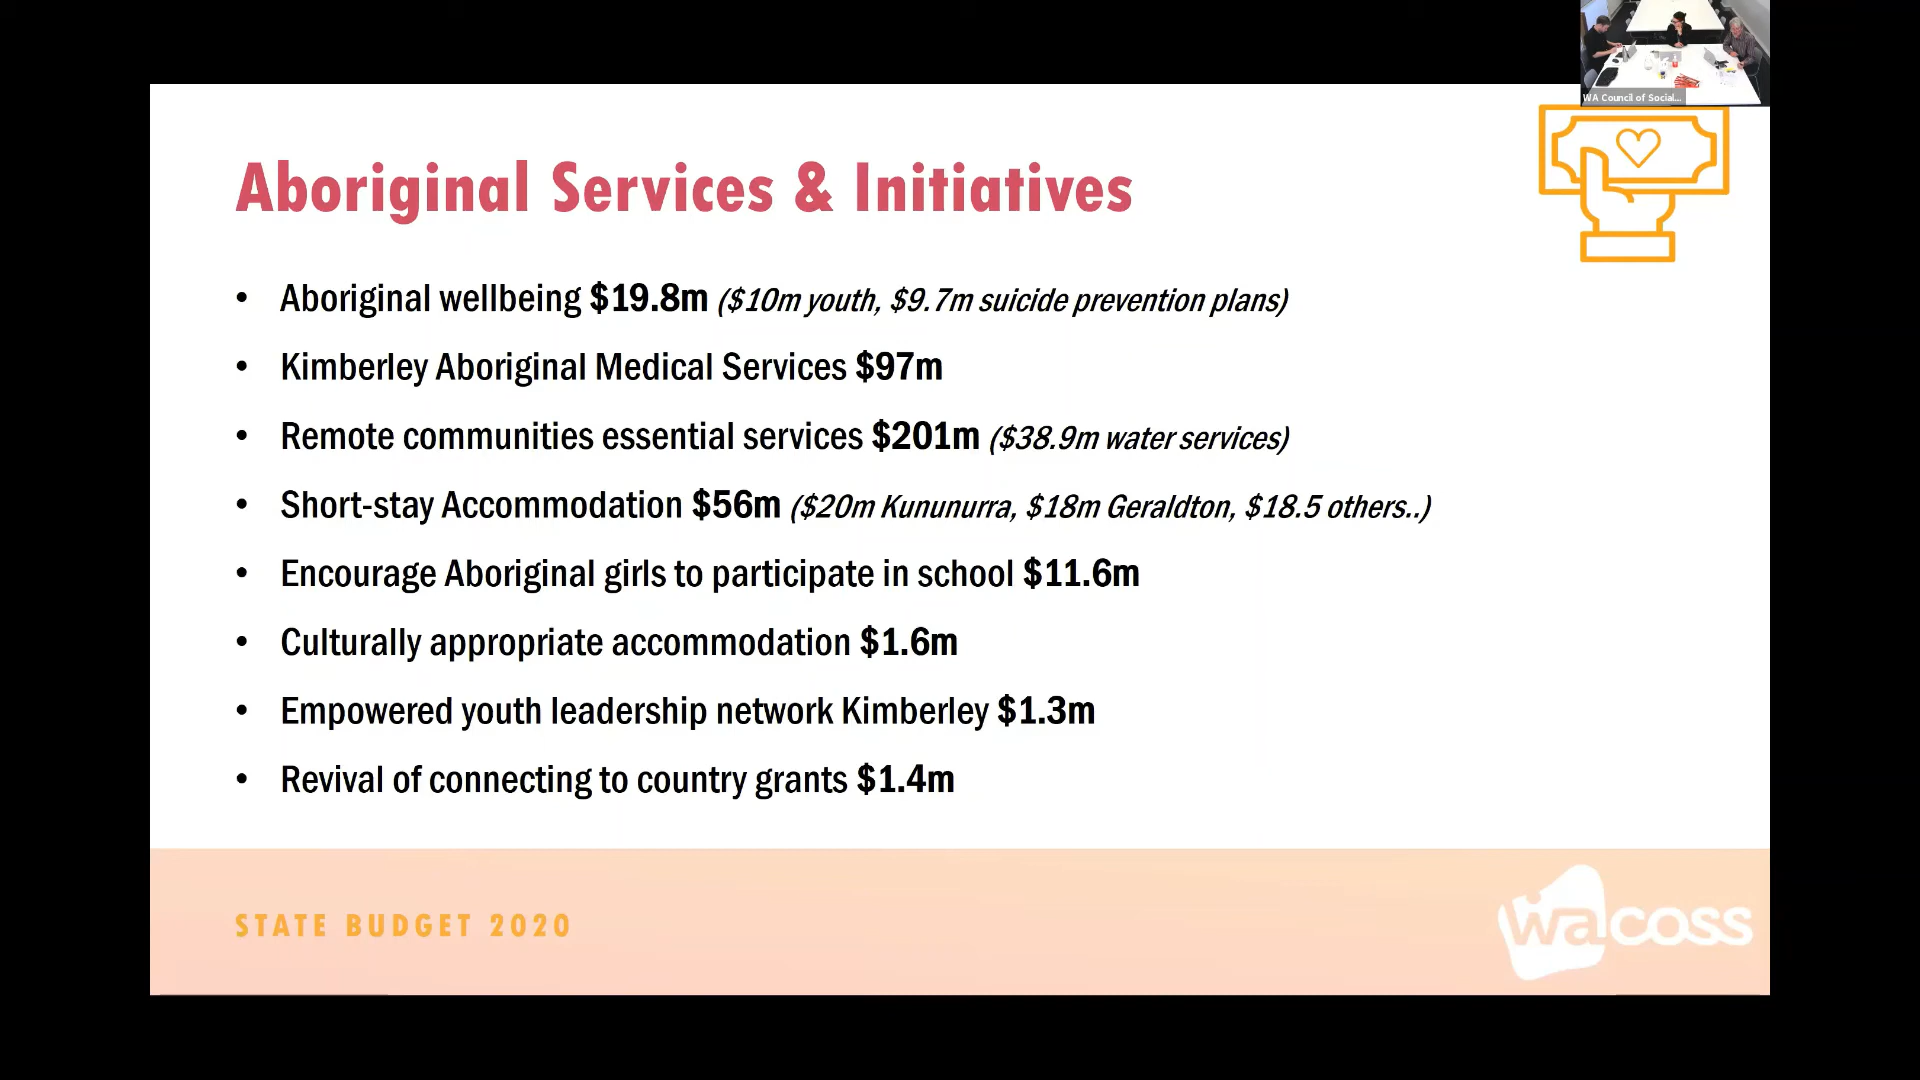 WA Council of Social...
Aboriginal Services & Initiatives
• Aboriginal wellbeing $19.8m ($10m youth, $9.7m suicide prevention plans)
• Kimberley Aboriginal Medical Services $97m
• Remote communities essential services $201m ($38.9m water services)
• Short-stay Accommodation $56m ($20m Kununurra, $18m Geraldton, $18.5 others..)
• Encourage Aboriginal girls to participate in school $11.6m
• Culturally appropriate accommodation $1.6m
• Empowered youth leadership network Kimberley $1.3m
• Revival of connecting to country grants $1.4m
STATE BUDGET 2020
wacoss